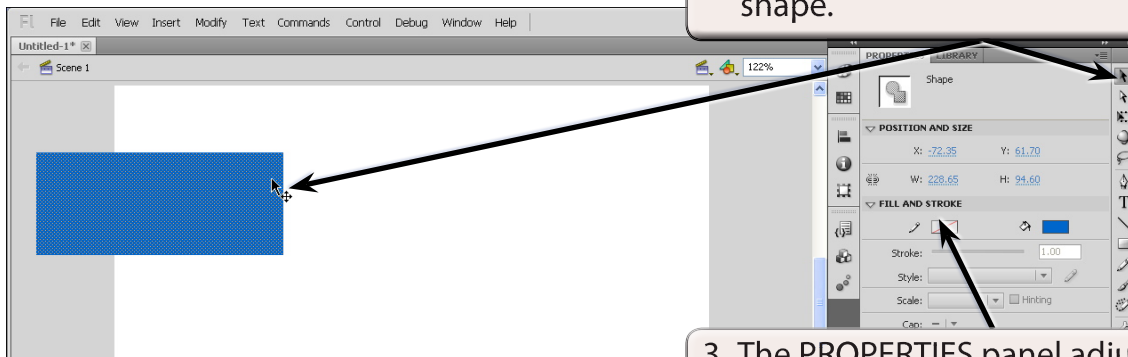 shape.
Fl File Edit View Insert Modify Text Commands Control Debug Window Help
Untitled-1*
Scene 1 122%
LIBRARY
Shape
POSITION AND SIZE
X: -72.35 Y: 61.70
W: 228.65 H: 94.60
FILL AND STROKE
Stroke: 1.00
Style:
Scale: Hinting
Cap:
3. The PROPERTIES panel